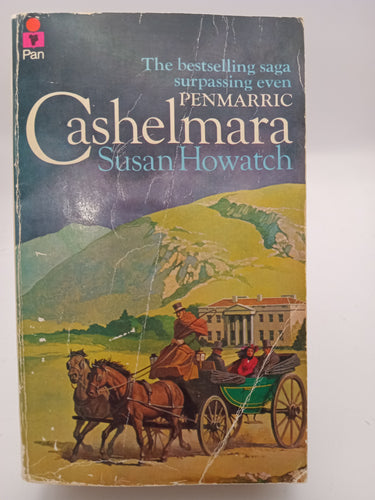 Pan
The bestselling saga
surpassing even
PENMARRIC
Cashelmara
Susan Howatch